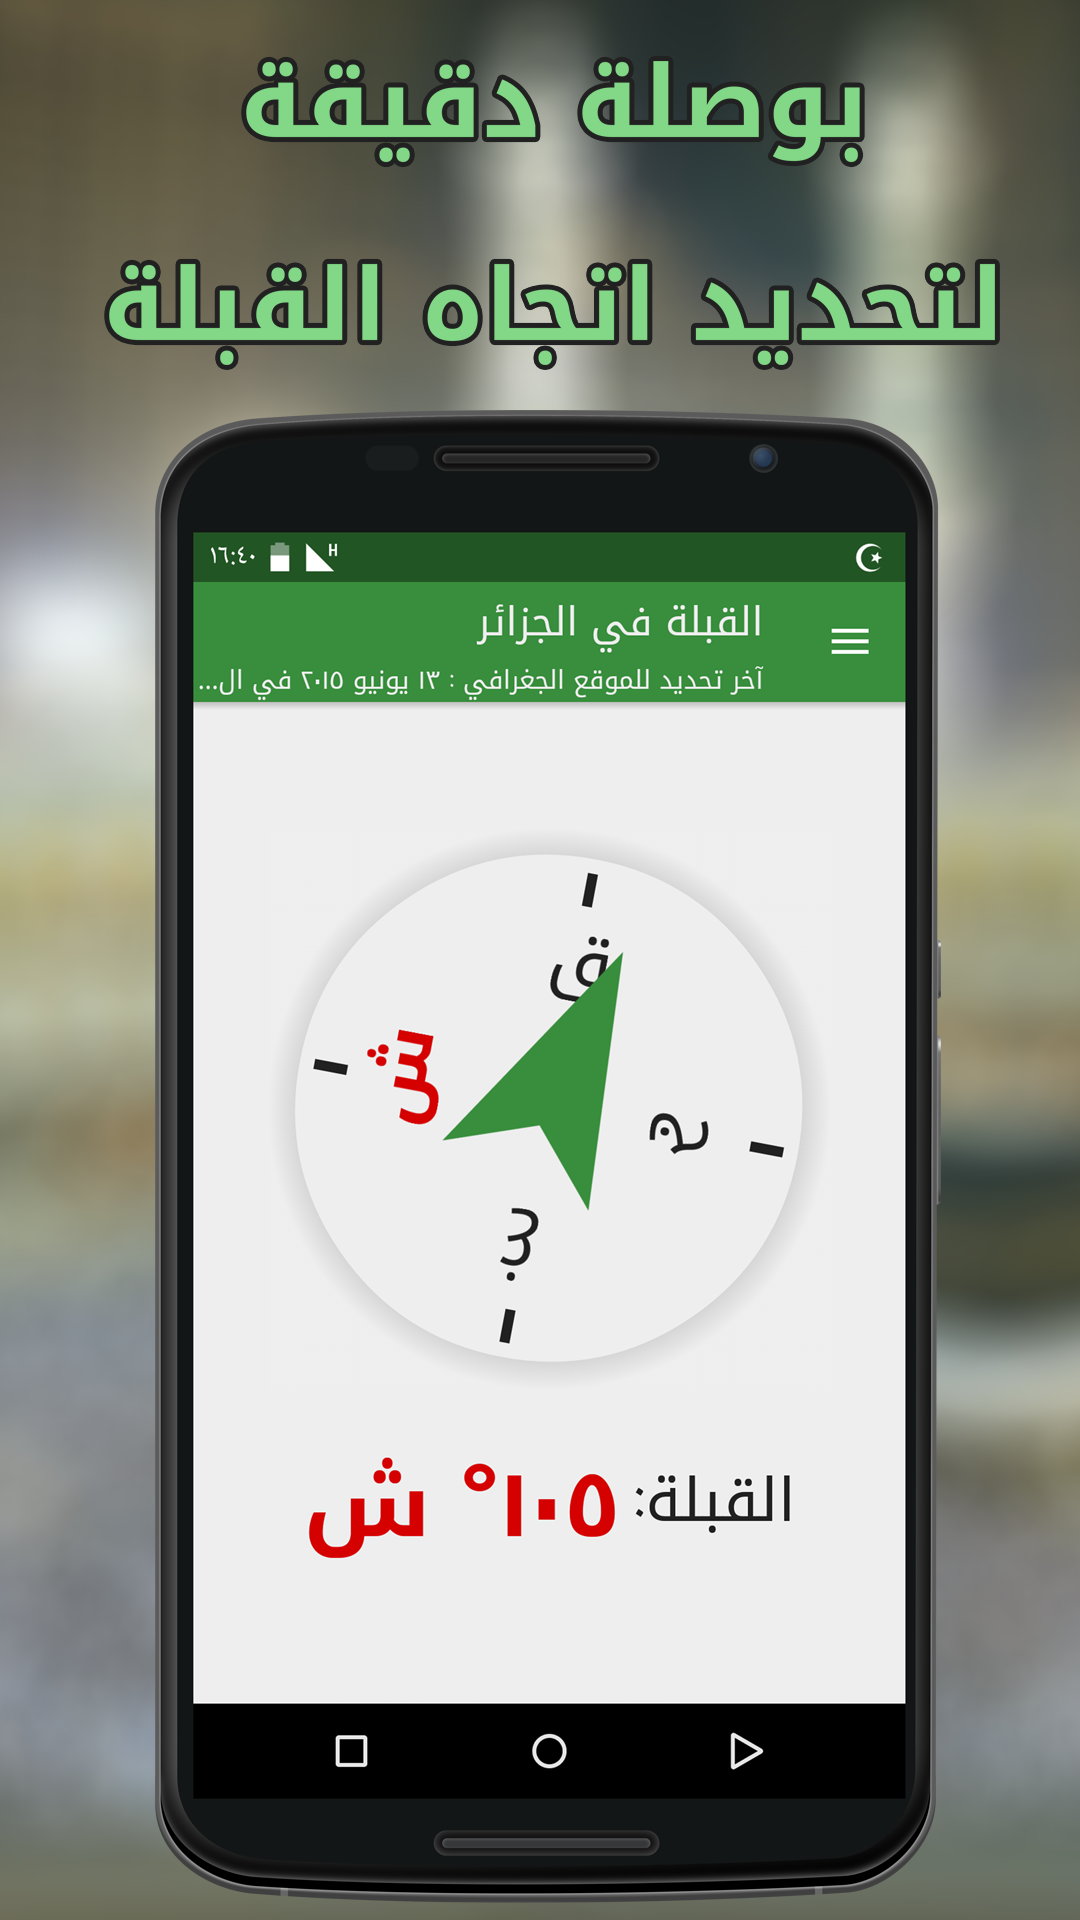 بوصلة دقيقة
لتحديد اتجاه القبلة
١٦:٤٠
H
القبلة في الجزائر
آخر تحديد للموقع الجغرافي : ١٣ يونيو ٢٠١٥ في ال...
ق
ش
ج
ب
القبلة: ١٠٥° ش